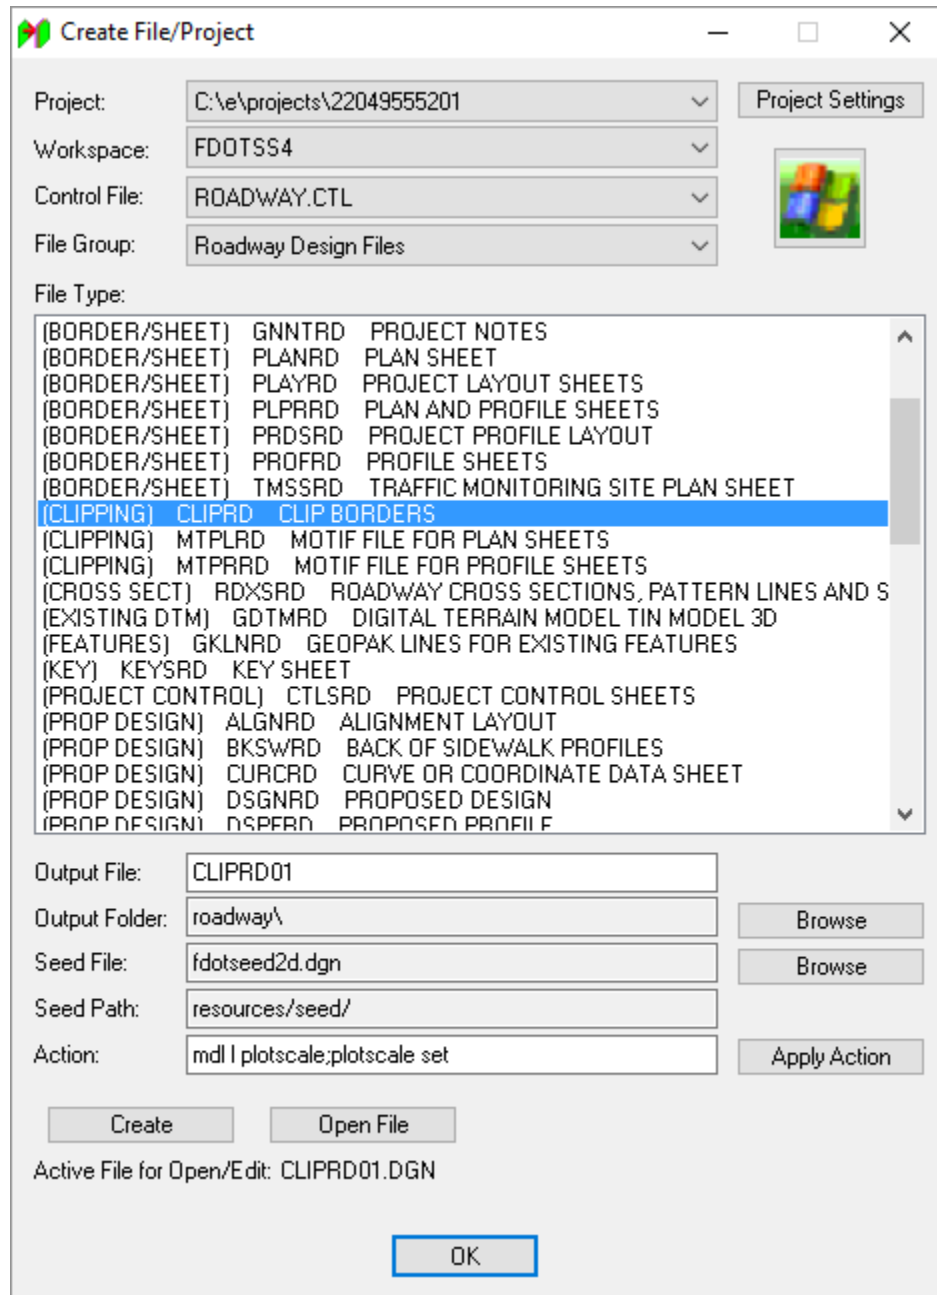 Create File/Project
Project: C:\e\projects\22049555201 Project Settings
Workspace: FDOTSS4
Control File: ROADWAY.CTL
File Group: Roadway Design Files
File Type:
(BORDER/SHEET) GNNTRD PROJECT NOTES
(BORDER/SHEET) PLANRD PLAN SHEET
(BORDER/SHEET) PLAYRD PROJECT LAYOUT SHEETS
(BORDER/SHEET) PLPRRD PLAN AND PROFILE SHEETS
(BORDER/SHEET) PRDSRD PROJECT PROFILE LAYOUT
(BORDER/SHEET) PROFRD PROFILE SHEETS
(BORDER/SHEET) TMSSRD TRAFFIC MONITORING SITE PLAN SHEET
(CLIPPING) CLIPRD CLIP BORDERS
(CLIPPING) MTPLRD MOTIF FILE FOR PLAN SHEETS
(CLIPPING) MTPRRD MOTIF FILE FOR PROFILE SHEETS
(CROSS SECT) RDXSRD ROADWAY CROSS SECTIONS, PATTERN LINES AND S
(EXISTING DTM) GDTMRD DIGITAL TERRAIN MODEL TIN MODEL 3D
(FEATURES) GKLNRD GEOPAK LINES FOR EXISTING FEATURES
(KEY) KEYSRD KEY SHEET
(PROJECT CONTROL) CTLSRD PROJECT CONTROL SHEETS
(PROP DESIGN) ALGNRD ALIGNMENT LAYOUT
(PROP DESIGN) BKSWRD BACK OF SIDEWALK PROFILES
(PROP DESIGN) CURCRD CURVE OR COORDINATE DATA SHEET
(PROP DESIGN) DSGNRD PROPOSED DESIGN
(PROP DESIGN) DSPFRD PROPOSED PROFILE
Output File: CLIPRD01
Output Folder: roadway\ Browse
Seed File: fdotseed2d.dgn Browse
Seed Path: resources/seed/
Action: mdl l plotscale;plotscale set Apply Action
Create Open File
Active File for Open/Edit: CLIPRD01.DGN
OK